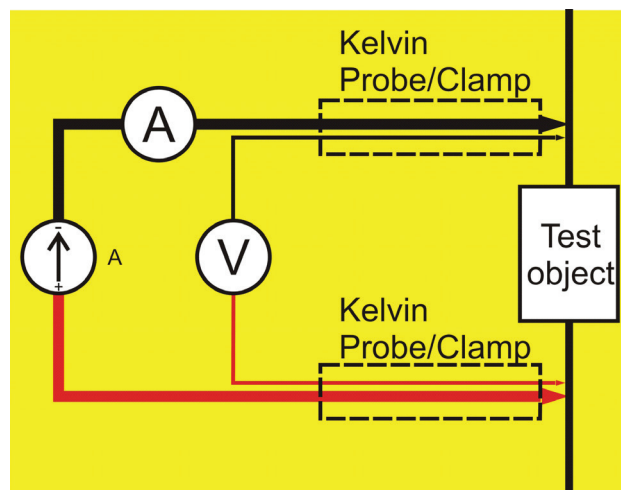 Kelvin
Probe/Clamp
A
-
+
A
V
Test
object
Kelvin
Probe/Clamp